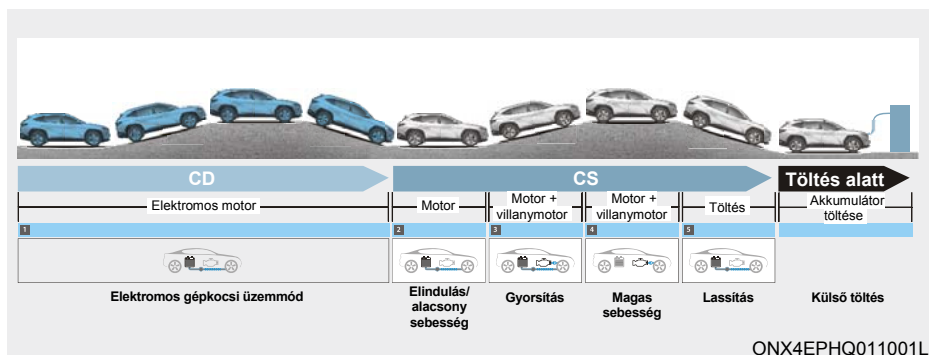 CD
CS
Töltés alatt
Elektromos motor
Motor
Motor +
villanymotor
Motor +
villanymotor
Töltés
Akkumulátor
töltése
1
2
3
4
5
Elektromos gépkocsi üzemmód
Elindulás/
alacsony
sebesség
Gyorsítás
Magas
sebesség
Lassítás
Külső töltés
ONX4EPHQ011001L